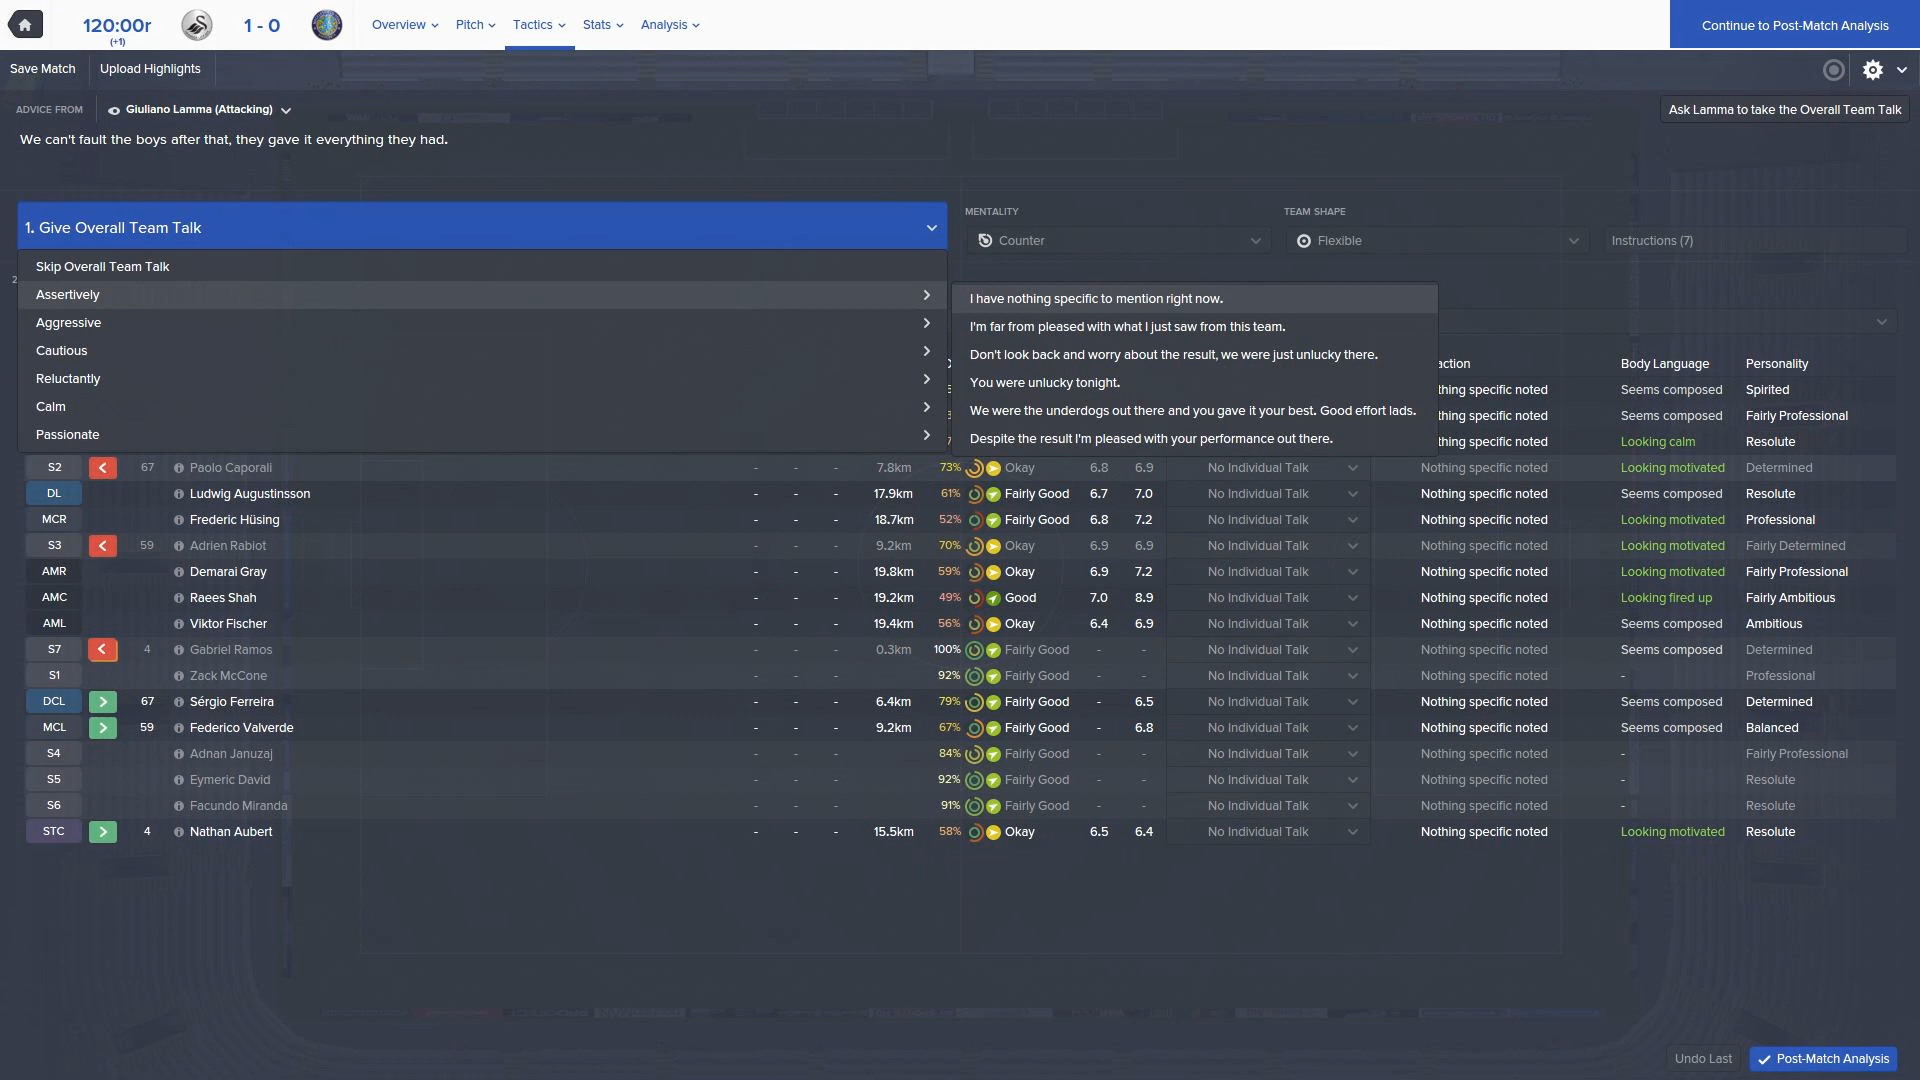 120:00r
(+1)
1 - 0
Overview
Pitch
Tactics
Stats
Analysis
Continue to Post-Match Analysis
Save Match
Upload Highlights
ADVICE FROM
Giuliano Lamma (Attacking)
Ask Lamma to take the Overall Team Talk
We can't fault the boys after that, they gave it everything they had.
1. Give Overall Team Talk
MENTALITY
TEAM SHAPE
Counter
Flexible
Instructions (7)
Skip Overall Team Talk
2
Assertively
Aggressive
Cautious
Reluctantly
Calm
Passionate
I have nothing specific to mention right now.
I'm far from pleased with what I just saw from this team.
Don't look back and worry about the result, we were just unlucky there.
You were unlucky tonight.
We were the underdogs out there and you gave it your best. Good effort lads.
Despite the result I'm pleased with your performance out there.
ction Body Language Personality
thing specific noted Seems composed Spirited
thing specific noted Seems composed Fairly Professional
thing specific noted Looking calm Resolute
S2 67 Paolo Caporali - - - 7.8km 73% Okay 6.8 6.9 No Individual Talk Nothing specific noted Looking motivated Determined
DL Ludwig Augustinsson - - - 17.9km 61% Fairly Good 6.7 7.0 No Individual Talk Nothing specific noted Seems composed Resolute
MCR Frederic Hüsing - - - 18.7km 52% Fairly Good 6.8 7.2 No Individual Talk Nothing specific noted Looking motivated Professional
S3 59 Adrien Rabiot - - - 9.2km 70% Okay 6.9 6.9 No Individual Talk Nothing specific noted Looking motivated Fairly Determined
AMR Demarai Gray - - - 19.8km 59% Okay 6.9 7.2 No Individual Talk Nothing specific noted Looking motivated Fairly Professional
AMC Raees Shah - - - 19.2km 49% Good 7.0 8.9 No Individual Talk Nothing specific noted Looking fired up Fairly Ambitious
AML Viktor Fischer - - - 19.4km 56% Okay 6.4 6.9 No Individual Talk Nothing specific noted Seems composed Ambitious
S7 4 Gabriel Ramos - - - 0.3km 100% Fairly Good - - No Individual Talk Nothing specific noted Seems composed Determined
S1 Zack McCone - - - 92% Fairly Good - - No Individual Talk Nothing specific noted - Professional
DCL 67 Sérgio Ferreira - - - 6.4km 79% Fairly Good - 6.5 No Individual Talk Nothing specific noted Seems composed Determined
MCL 59 Federico Valverde - - - 9.2km 67% Fairly Good - 6.8 No Individual Talk Nothing specific noted Seems composed Balanced
S4 Adnan Januzaj - - - 84% Fairly Good - - No Individual Talk Nothing specific noted - Fairly Professional
S5 Eymeric David - - - 92% Fairly Good - - No Individual Talk Nothing specific noted - Resolute
S6 Facundo Miranda - - - 91% Fairly Good - - No Individual Talk Nothing specific noted - Resolute
STC 4 Nathan Aubert - - - 15.5km 58% Okay 6.5 6.4 No Individual Talk Nothing specific noted Looking motivated Resolute
Undo Last
Post-Match Analysis